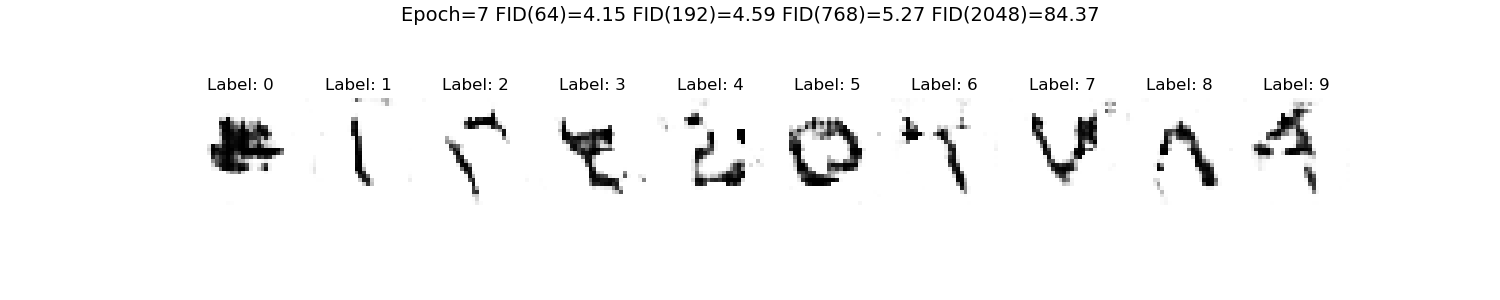 Epoch=7 FID(64)=4.15 FID(192)=4.59 FID(768)=5.27 FID(2048)=84.37
Label: 0 Label: 1 Label: 2 Label: 3 Label: 4 Label: 5 Label: 6 Label: 7 Label: 8 Label: 9